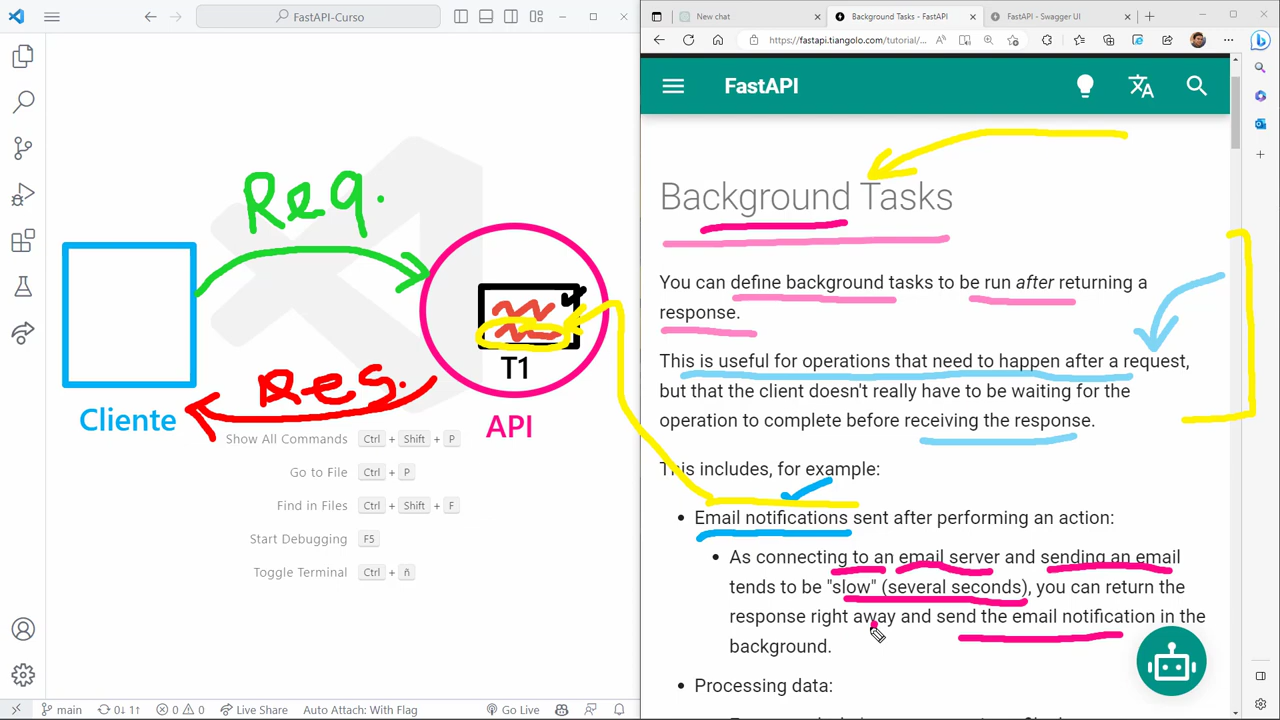 FastAPI-Curso
Req.
Res.
T1
Cliente
API
Show All Commands Ctrl + Shift + P
Go to File Ctrl + P
Find in Files Ctrl + Shift + F
Start Debugging F5
Toggle Terminal Ctrl + ñ
main 0↓ 1↑ 0 0 Live Share Auto Attach: With Flag Go Live
New chat
Background Tasks - FastAPI
FastAPI - Swagger UI
https://fastapi.tiangolo.com/tutorial/...
FastAPI
Background Tasks
You can define background tasks to be run after returning a
response.
This is useful for operations that need to happen after a request,
but that the client doesn't really have to be waiting for the
operation to complete before receiving the response.
This includes, for example:
• Email notifications sent after performing an action:
• As connecting to an email server and sending an email
tends to be "slow" (several seconds), you can return the
response right away and send the email notification in the
background.
• Processing data: